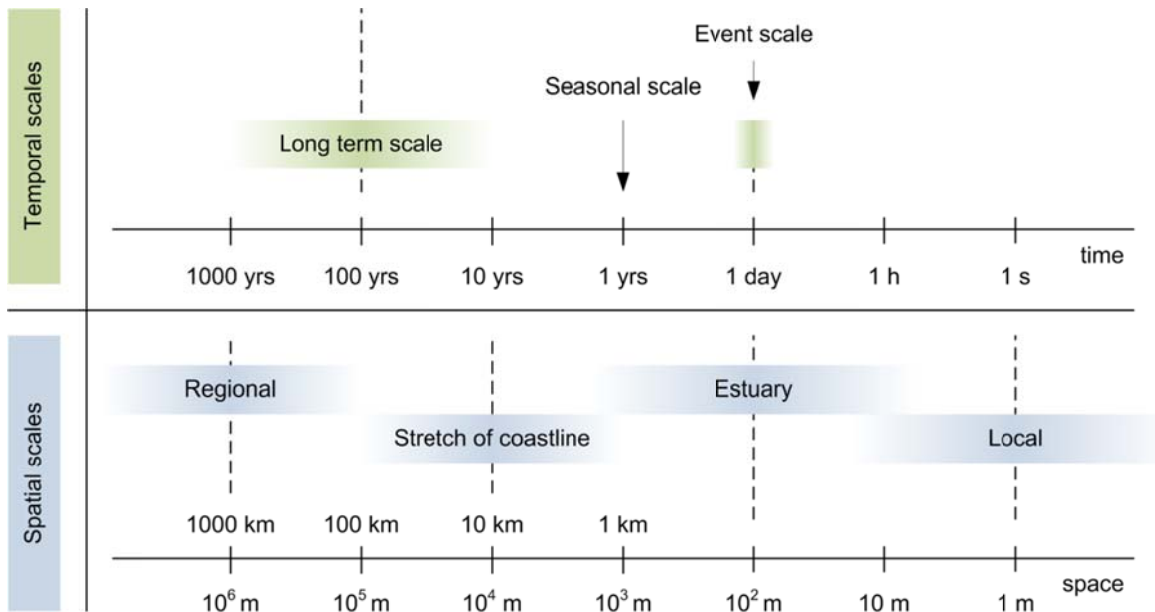 Temporal scales
Event scale
Seasonal scale
Long term scale
time
1000 yrs 100 yrs 10 yrs 1 yrs 1 day 1 h 1 s
Spatial scales
Regional Estuary
Stretch of coastline Local
1000 km 100 km 10 km 1 km
10⁶ m 10⁵ m 10⁴ m 10³ m 10² m 10 m 1 m
space